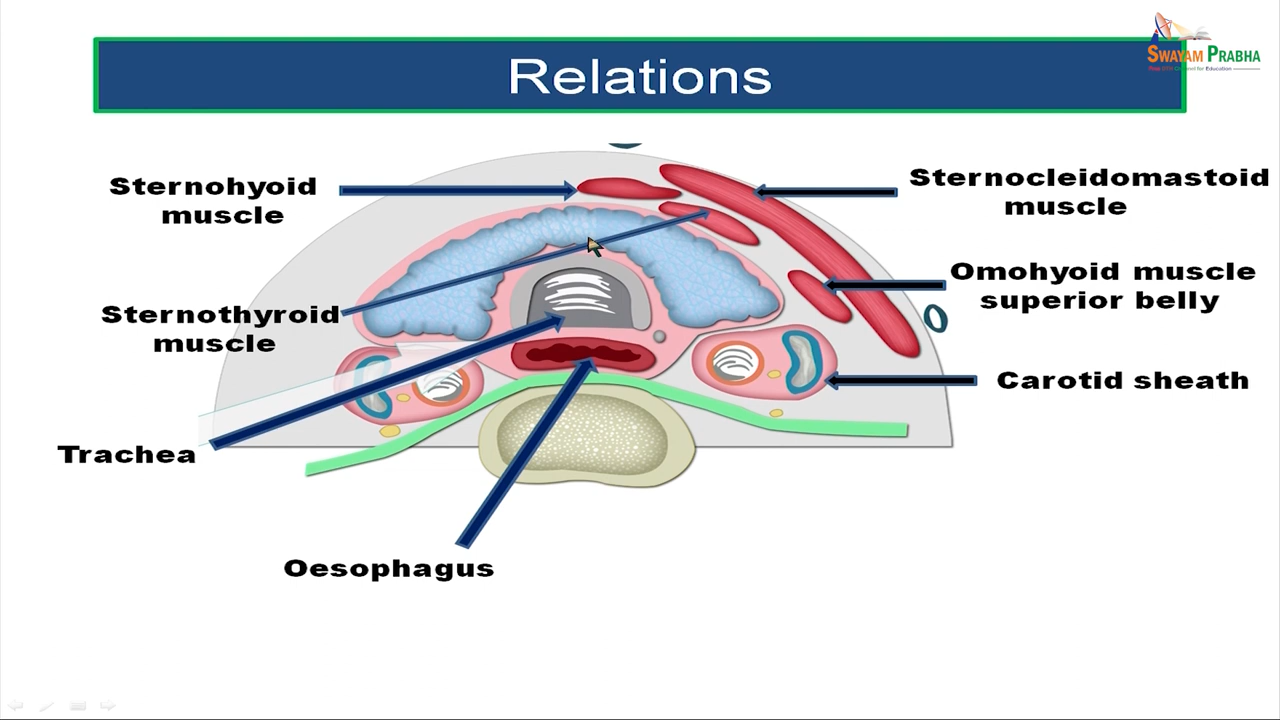 Relations
SWAYAM PRABHA
Sternohyoid
muscle
Sternocleidomastoid
muscle
Omohyoid muscle
superior belly
Sternothyroid
muscle
Carotid sheath
Trachea
Oesophagus